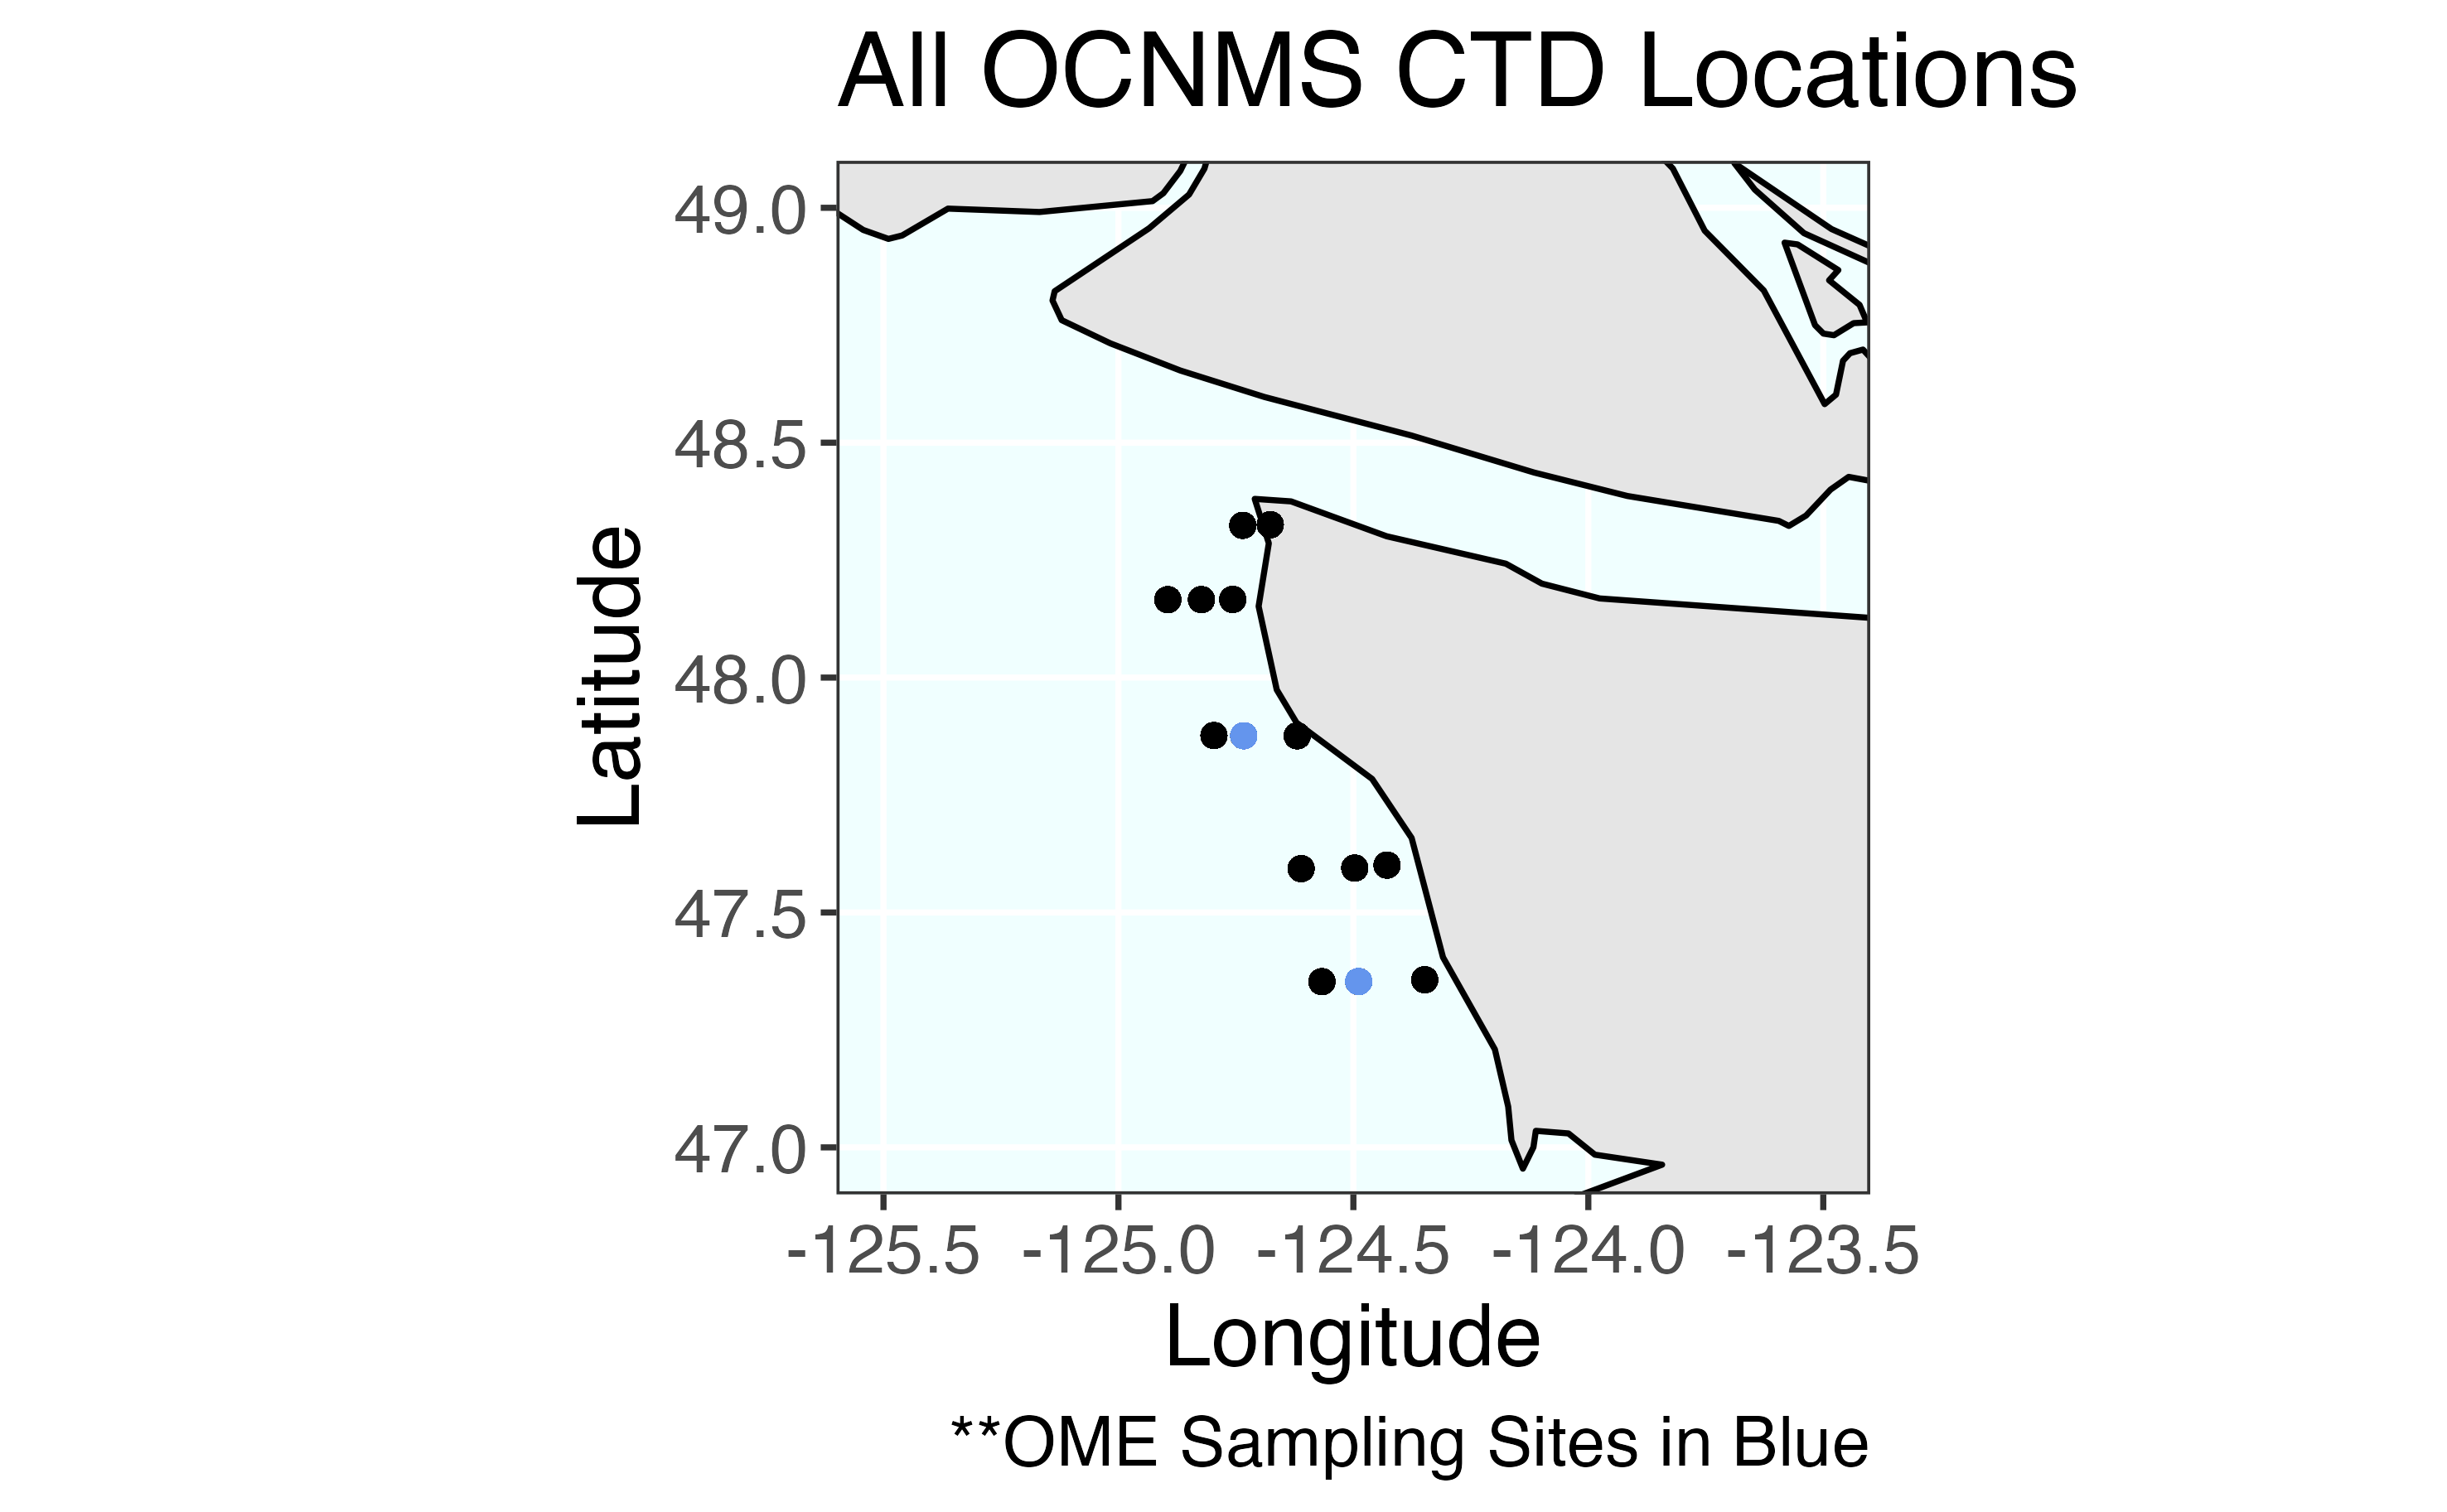 All OCNMS CTD Locations
Latitude
49.0
48.5
48.0
47.5
47.0
-125.5 -125.0 -124.5 -124.0 -123.5
Longitude
**OME Sampling Sites in Blue